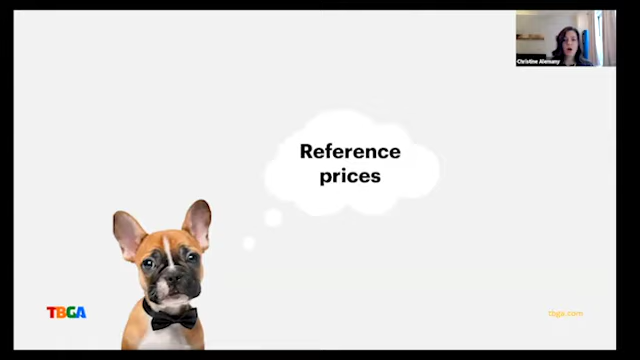 Christine Alemany
Reference
prices
TBGA
tbga.com